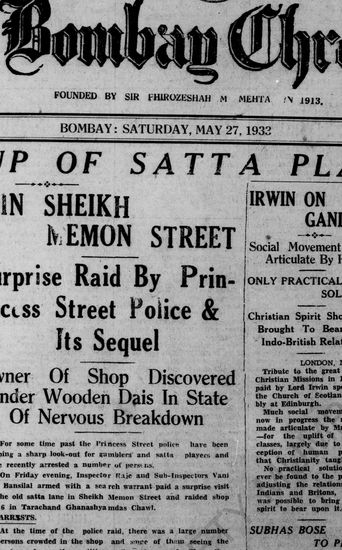 Bombay Chr
FOUNDED BY SIR PHIROZESHAH M MEHTA IN 1913.
BOMBAY: SATURDAY, MAY 27, 1933
UP OF SATTA PLA
IN SHEIKH
MEMON STREET
urprise Raid By Prin-
cess Street Police &
Its Sequel
wner Of Shop Discovered
nder Wooden Dais In State
Of Nervous Breakdown
For some time past the Princess Street police have been
ing a sharp look-out for gamblers and satta players and
e recently arrested a number of persons.
On Friday evening, Inspector Raje and Sub-Inspectors Vani
Bansilal armed with a search warrant paid a surprise visit
the old satta lane in Sheikh Memon Street and raided shop
6 in Tarachand Ghanashyamdas Chawl.
ARRESTS.
At the time of the police raid, there was a large number
persons crowded in the shop and some of them seeing the
IRWIN ON
GAN
Social Movement
Articulate By H
ONLY PRACTICAL
SOL
Christian Spirit Sho
Brought To Bear
Indo-British Relat
LONDON,
Tribute to the great
Christian Missions in I
paid by Lord Irwin spe
the Church of Scotlan
bly at Edinburgh.
Much social movem
now in progress the
made articulate by Mr.
—for the uplift of
classes, largely due to
ception of human p
that Christianity taug
No practical solutio
ever be found to the p
adjusting the relation
Indians and Britons,
was possible to bring
spirit to bear upon it.
SUBHAS BOSE
TO P